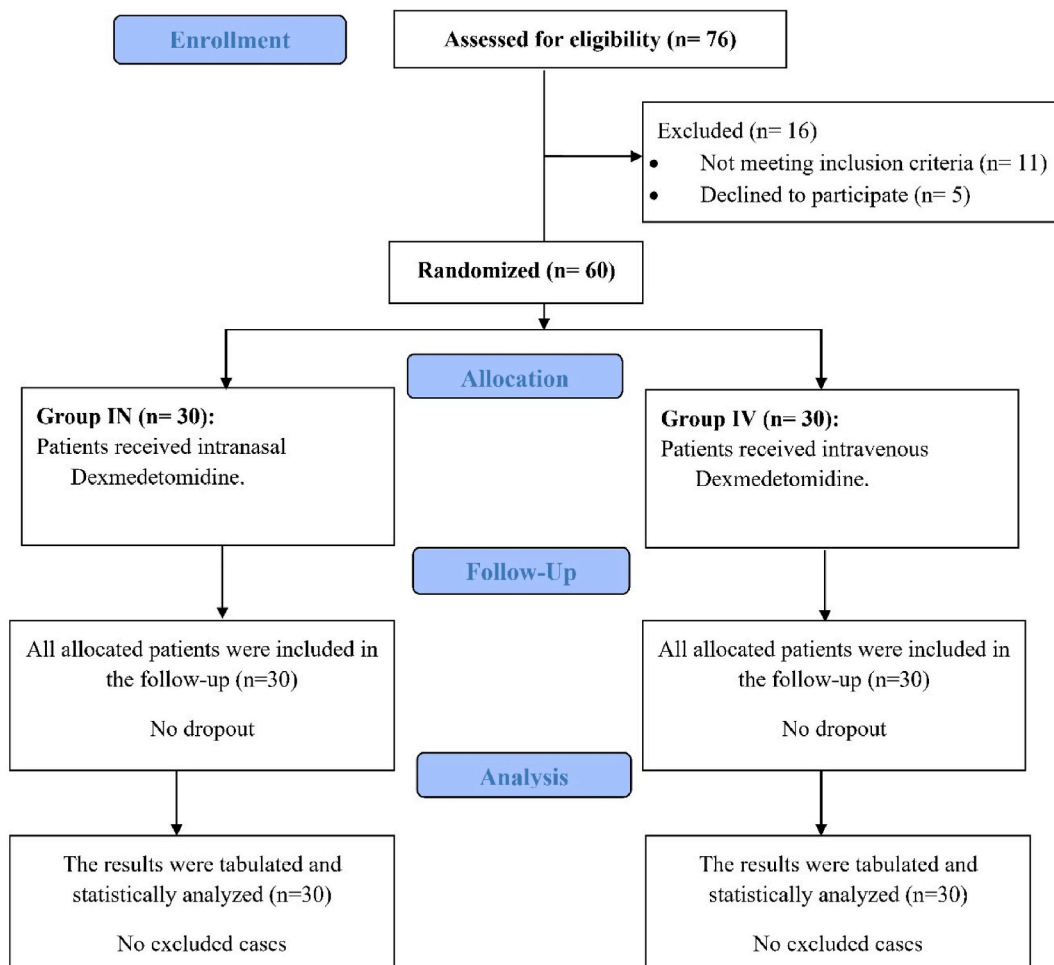 Enrollment
Assessed for eligibility (n= 76)
Excluded (n= 16)
• Not meeting inclusion criteria (n= 11)
• Declined to participate (n= 5)
Randomized (n= 60)
Allocation
Group IN (n= 30):
Patients received intranasal
Dexmedetomidine.
Group IV (n= 30):
Patients received intravenous
Dexmedetomidine.
Follow-Up
All allocated patients were included in
the follow-up (n=30)
No dropout
All allocated patients were included in
the follow-up (n=30)
No dropout
Analysis
The results were tabulated and
statistically analyzed (n=30)
No excluded cases
The results were tabulated and
statistically analyzed (n=30)
No excluded cases